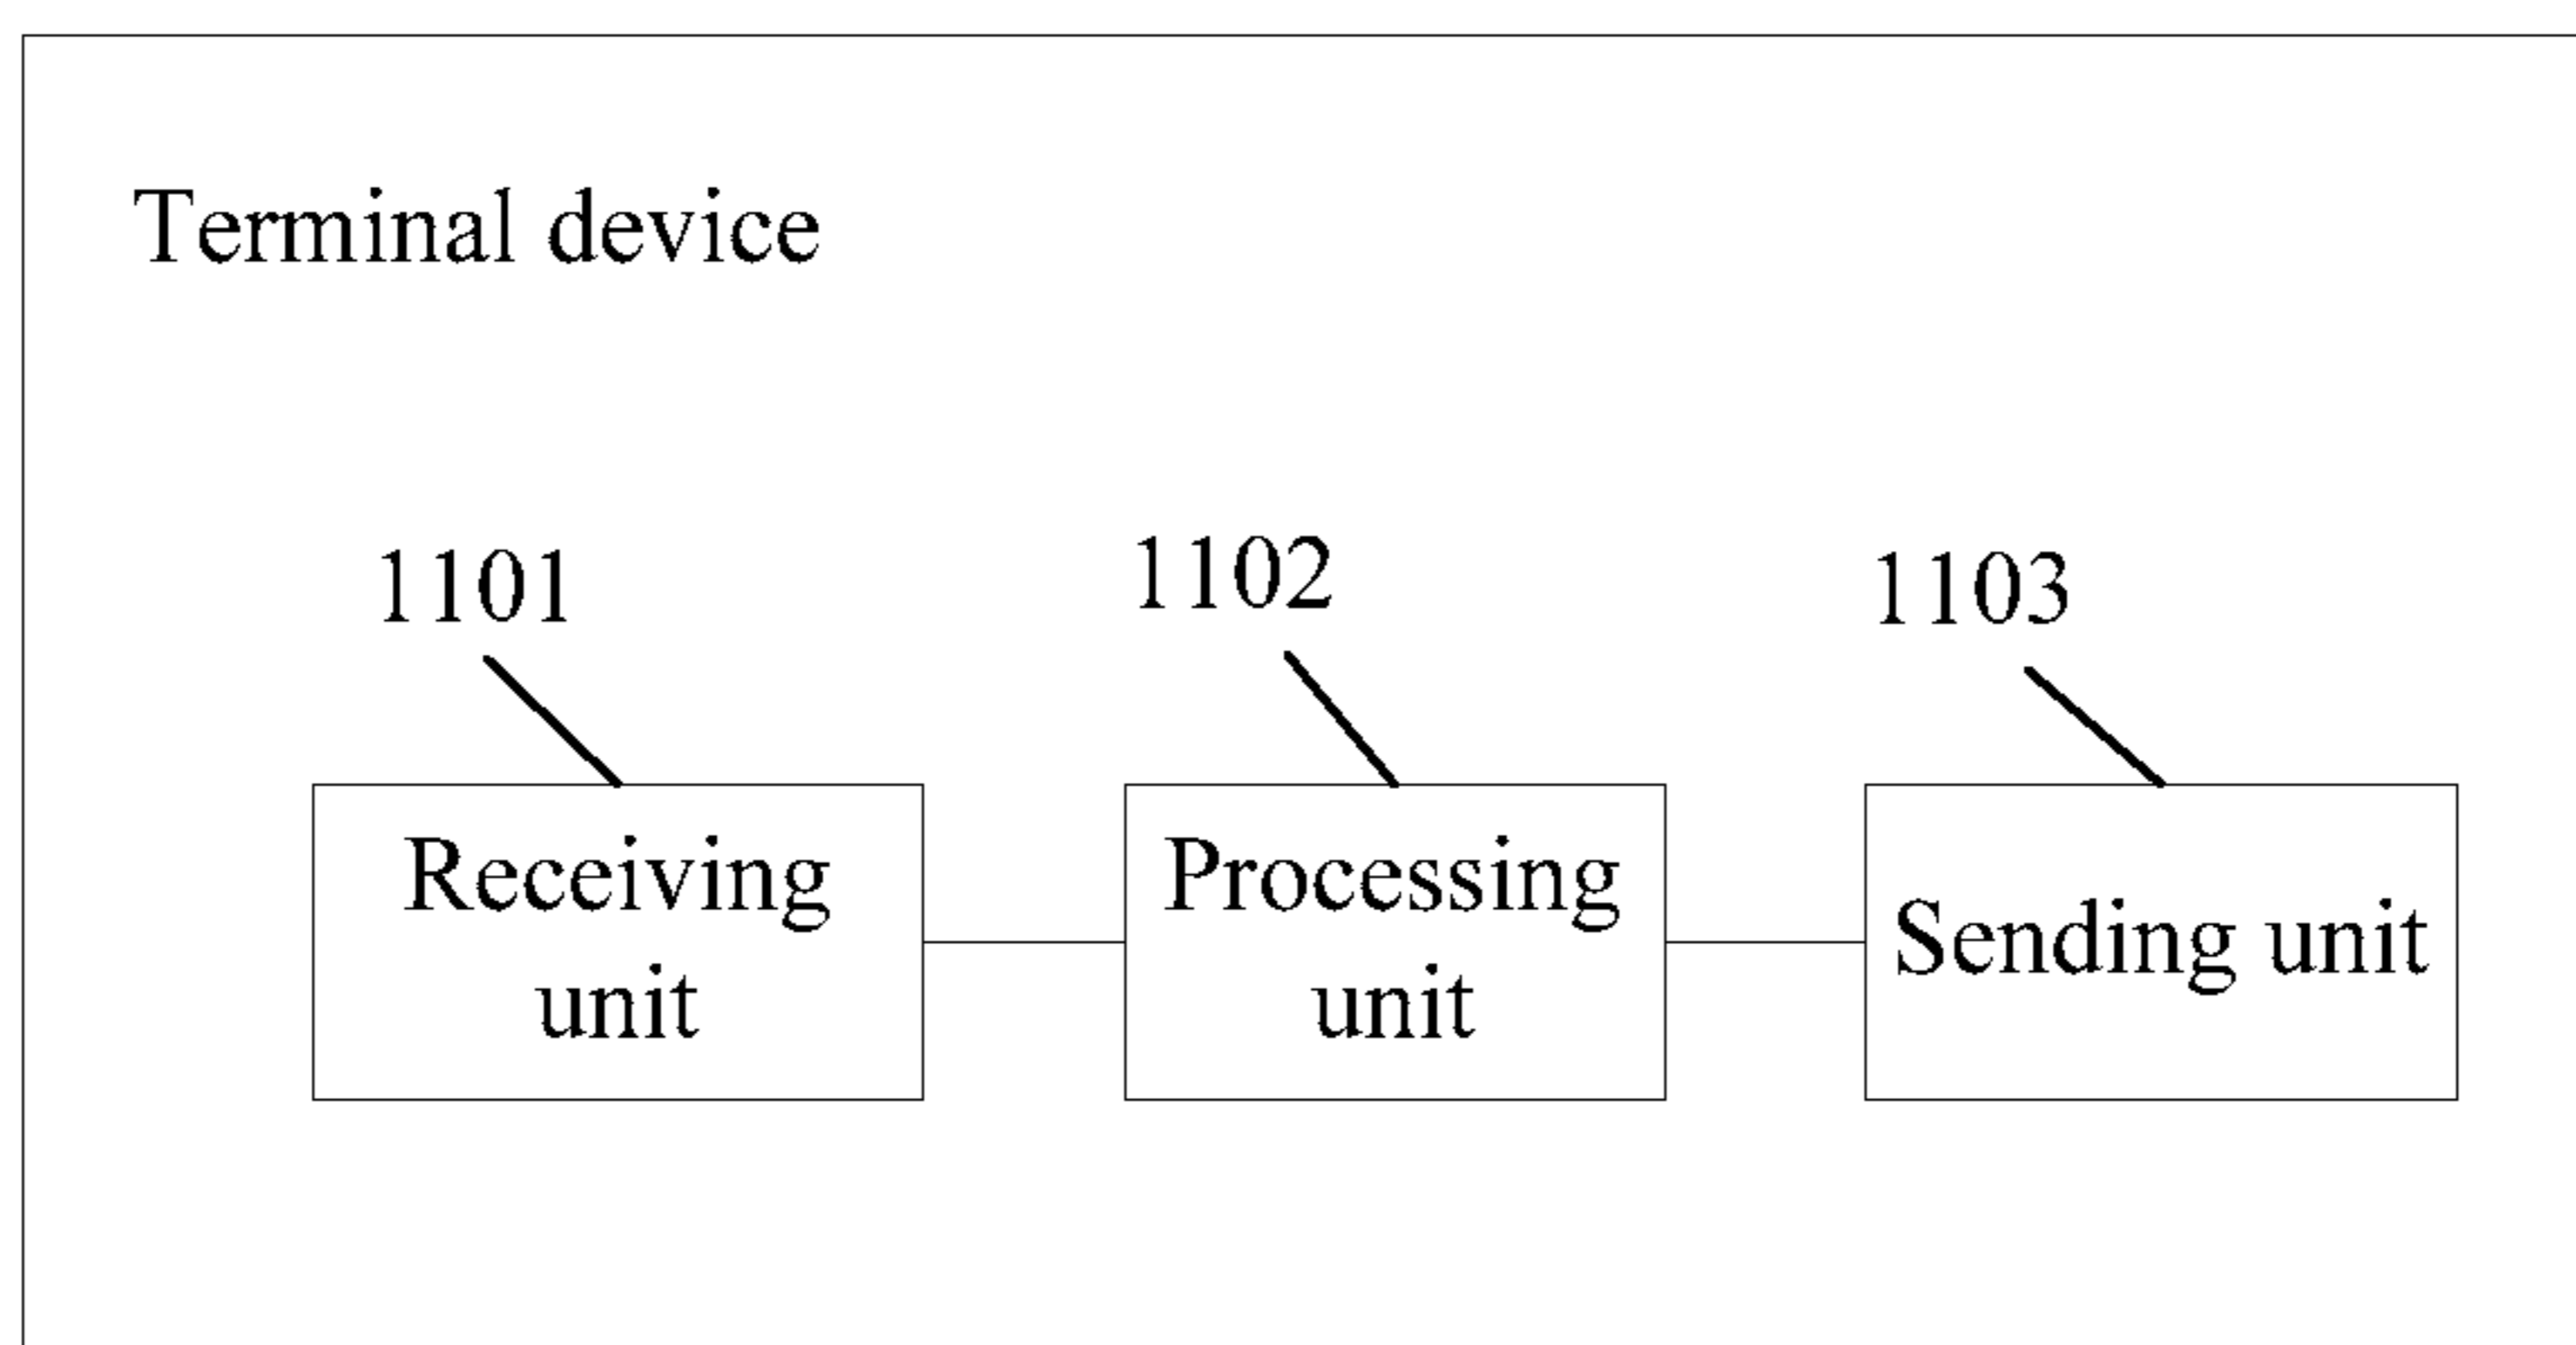 Terminal device
1101
1102
1103
Receiving
unit
Processing
unit
Sending unit